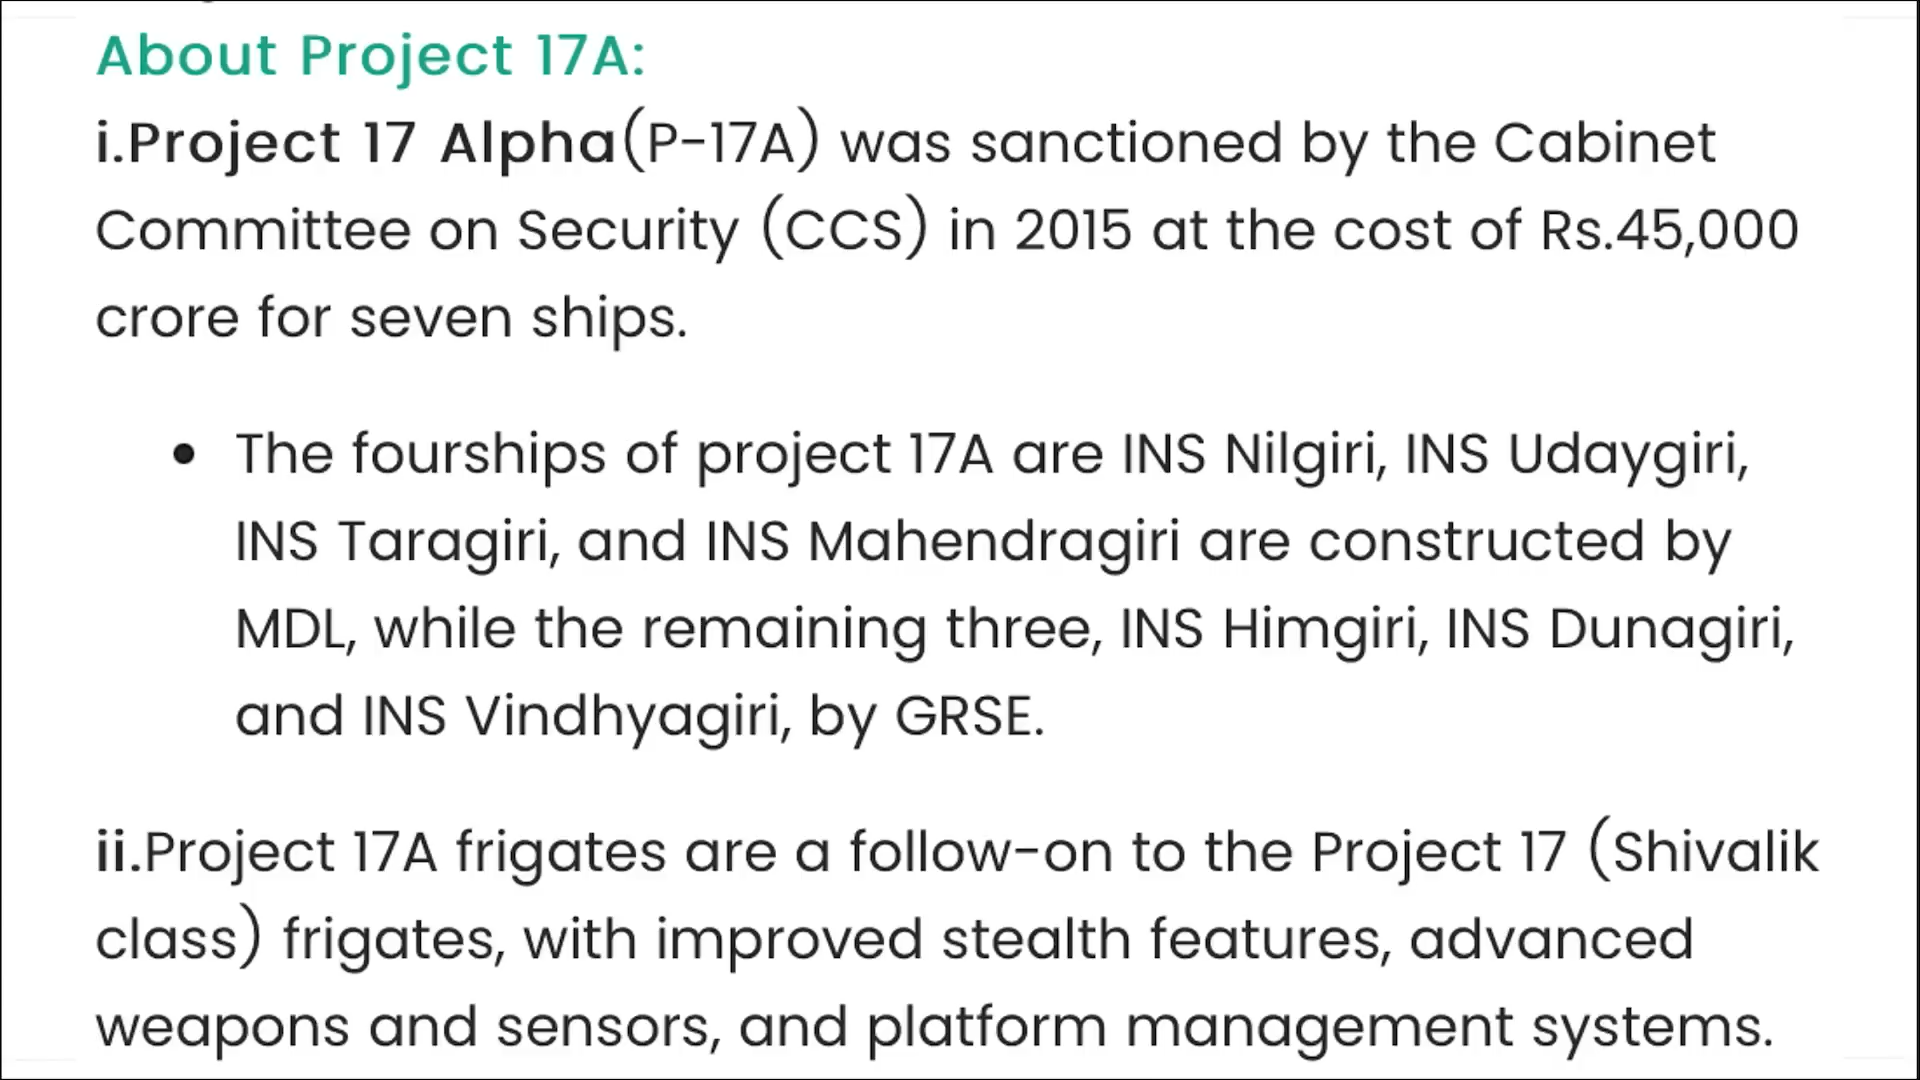 About Project 17A:
i.Project 17 Alpha(P-17A) was sanctioned by the Cabinet
Committee on Security (CCS) in 2015 at the cost of Rs.45,000
crore for seven ships.
• The fourships of project 17A are INS Nilgiri, INS Udaygiri,
INS Taragiri, and INS Mahendragiri are constructed by
MDL, while the remaining three, INS Himgiri, INS Dunagiri,
and INS Vindhyagiri, by GRSE.
ii.Project 17A frigates are a follow-on to the Project 17 (Shivalik
class) frigates, with improved stealth features, advanced
weapons and sensors, and platform management systems.